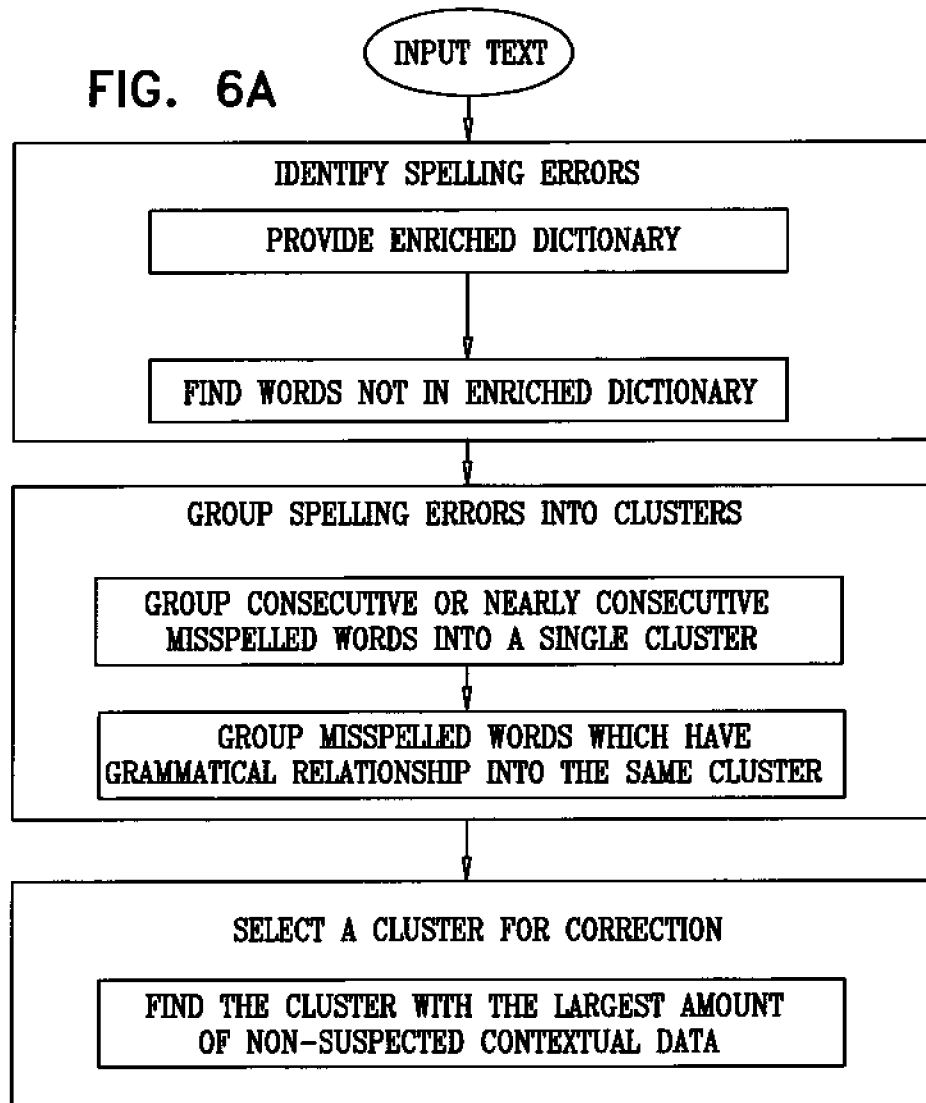 INPUT TEXT
FIG. 6A
IDENTIFY SPELLING ERRORS
PROVIDE ENRICHED DICTIONARY
FIND WORDS NOT IN ENRICHED DICTIONARY
GROUP SPELLING ERRORS INTO CLUSTERS
GROUP CONSECUTIVE OR NEARLY CONSECUTIVE
MISSPELLED WORDS INTO A SINGLE CLUSTER
GROUP MISSPELLED WORDS WHICH HAVE
GRAMMATICAL RELATIONSHIP INTO THE SAME CLUSTER
SELECT A CLUSTER FOR CORRECTION
FIND THE CLUSTER WITH THE LARGEST AMOUNT
OF NON-SUSPECTED CONTEXTUAL DATA